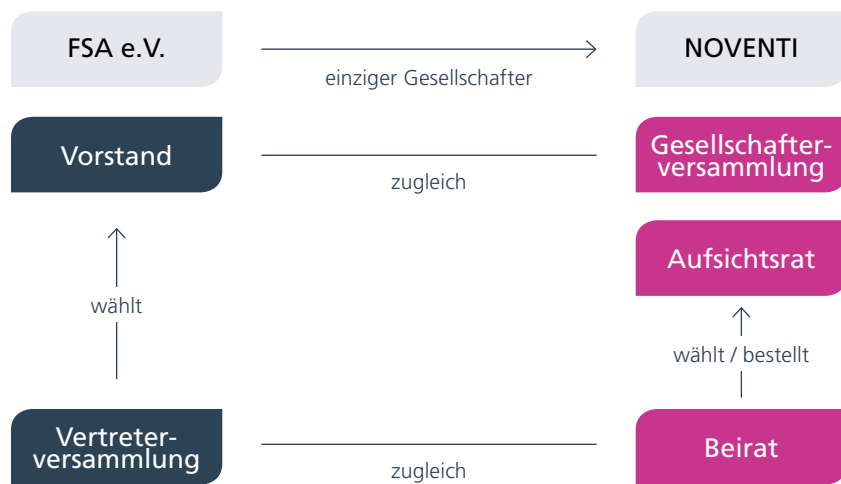 FSA e.V.
einziger Gesellschafter
NOVENTI
Vorstand
zugleich
Gesellschafter-
versammlung
Aufsichtsrat
wählt
wählt / bestellt
Vertreter-
versammlung
zugleich
Beirat